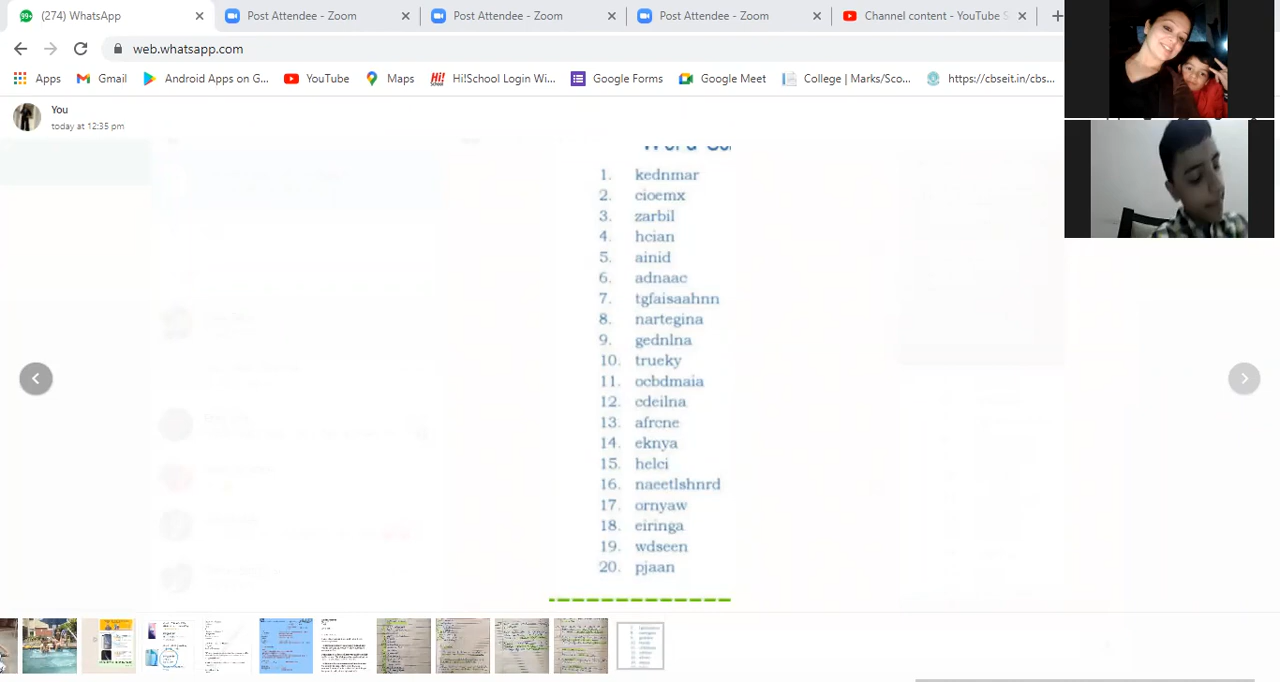 (274) WhatsApp
Post Attendee - Zoom
Post Attendee - Zoom
Post Attendee - Zoom
Channel content - YouTube S
web.whatsapp.com
Apps
Gmail
Android Apps on G...
YouTube
Maps
Hi! Hi!School Login Wi...
Google Forms
Google Meet
College | Marks/Sco...
https://cbseit.in/cbs...
You
today at 12:35 pm
1. kednmar
2. cioemx
3. zarbil
4. hcian
5. ainid
6. adnaac
7. tgfaisaahnn
8. nartegina
9. gednlna
10. trueky
11. ocbdmaia
12. cdeilna
13. afrcne
14. eknya
15. helci
16. naeetlshnrd
17. ornyaw
18. eiringa
19. wdseen
20. pjaan